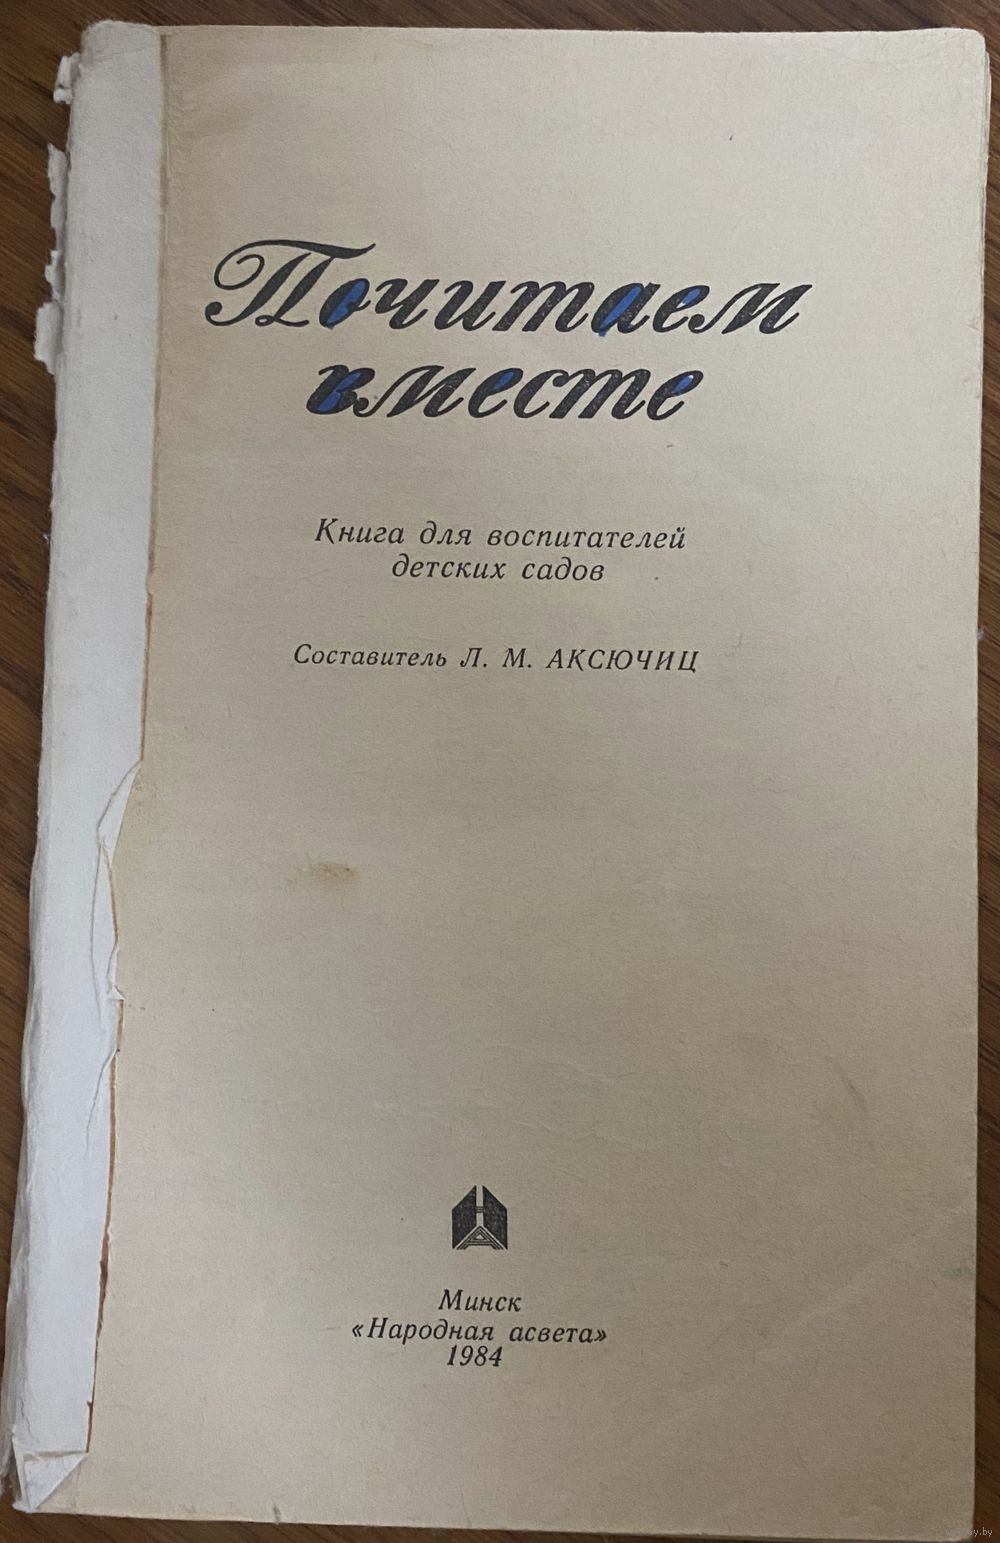 Почитаем
вместе
Книга для воспитателей
детских садов
Составитель Л. М. АКСЮЧИЦ
Минск
«Народная асвета»
1984